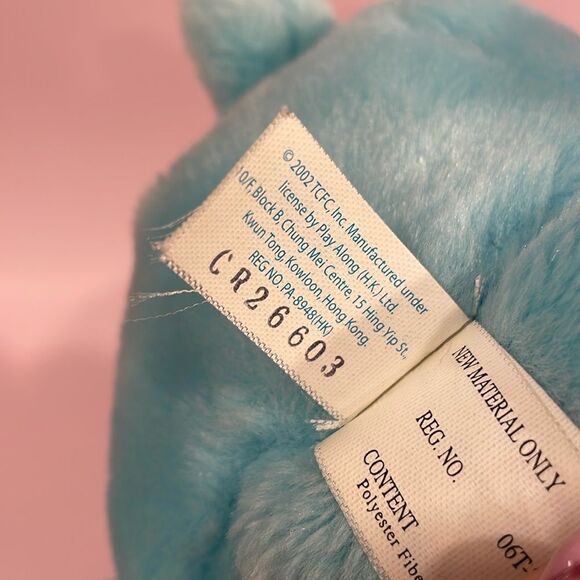 © 2002 TCFC, Inc. Manufactured under
license by Play Along (H.K.) Ltd.
10/F. Block B, Chung Mei Centre, 15 Hing Yip St.,
Kwun Tong, Kowloon, Hong Kong.
REG NO. PA-8948(HK)
CR26603
NEW MATERIAL ONLY
REG. NO.
06T-
CONTENT
Polyester Fibe